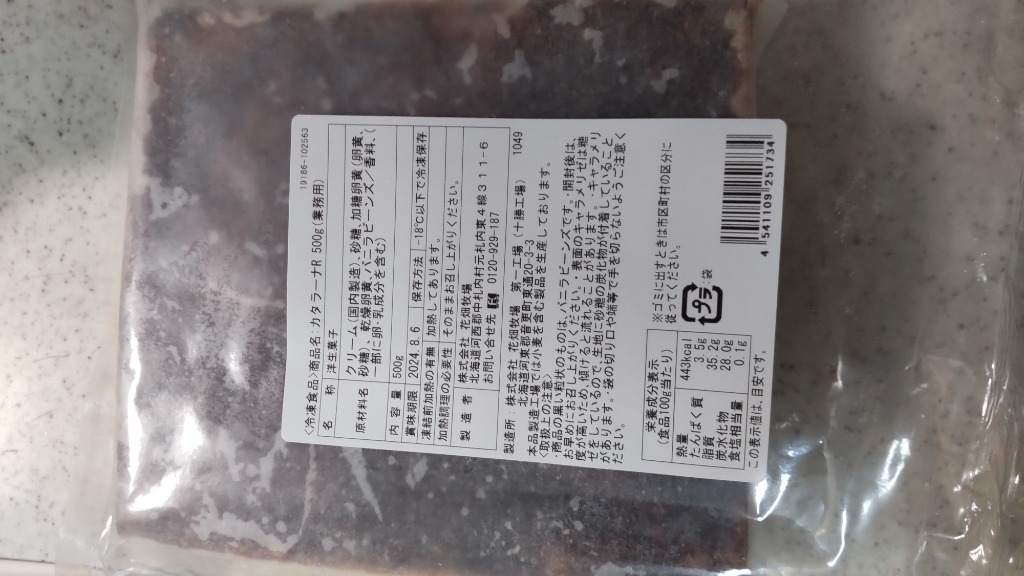 19186-102563
<冷凍食品>商品名:カタラーナR 500g(業務用)
名称 洋生菓子
原材料名 クリーム(国内製造)、砂糖、加糖卵黄(卵黄、
砂糖)、乾燥卵黄、バニラビーンズ/香料、(
一部に卵・乳成分を含む)
内容量 500g
賞味期限 2024. 8. 6 保存方法 -18℃以下で冷凍保存
凍結前加熱の有無 加熱してあります。
加熱調理の必要性 そのままお召し上がりください。
製造者 株式会社 花畑牧場
北海道河西郡中札内村元札内東4線311-6
お問い合せ先 0120-929-187
製造所:株式会社 花畑牧場 第一工場(十勝工場) 1049
北海道河東郡音更町東通20-3-3
本品製造工場では小麦を含む製品を生産しております。
<取扱上の注意>
・商品の黒い粒状のものは、バニラビーンズです。開封後は、
お早めにお召し上がりください。表面のキャラメリゼは糖
度が高いため、傾けると流れることがあります。キャラメリ
ゼをしているので、生地に砂糖の炭化物が付着していること
があります。・袋の切り口や端等で手を切らないようご注意く
ださい。
栄養成分表示
(食品100g当たり)
熱量 443kcal
たんぱく質 3.5g
脂質 35.2g
炭水化物 28.0g
食塩相当量 0.1g
この表示値は、目安です。
※ゴミに出すときは市区町村の区分に
従ってください。
プラ :袋
4 541109 251734